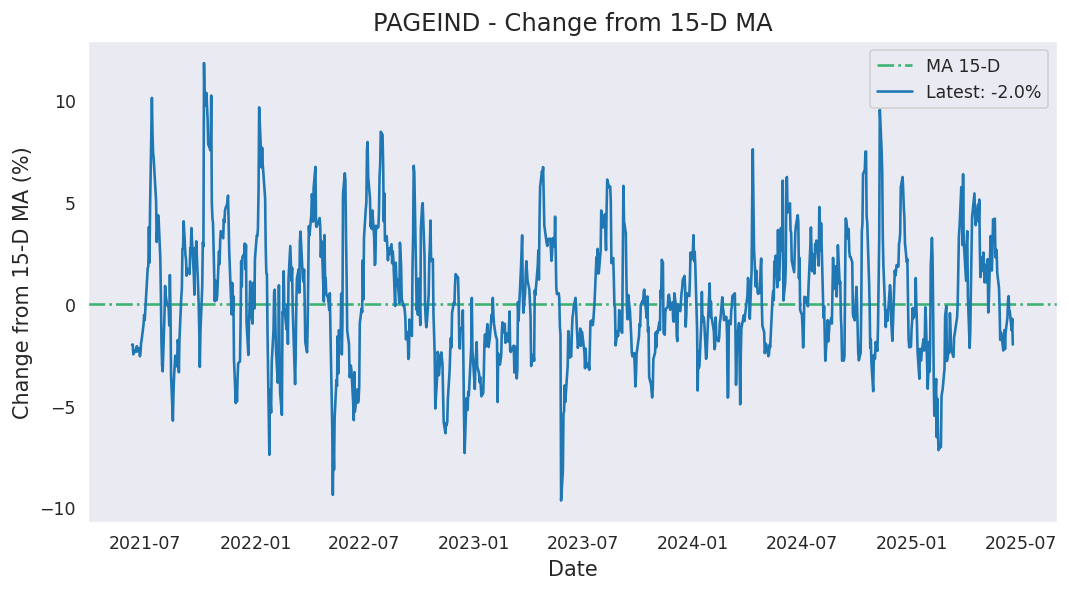 PAGEIND - Change from 15-D MA
MA 15-D
Latest: -2.0%
Change from 15-D MA (%)
10
5
0
−5
−10
2021-07 2022-01 2022-07 2023-01 2023-07 2024-01 2024-07 2025-01 2025-07
Date